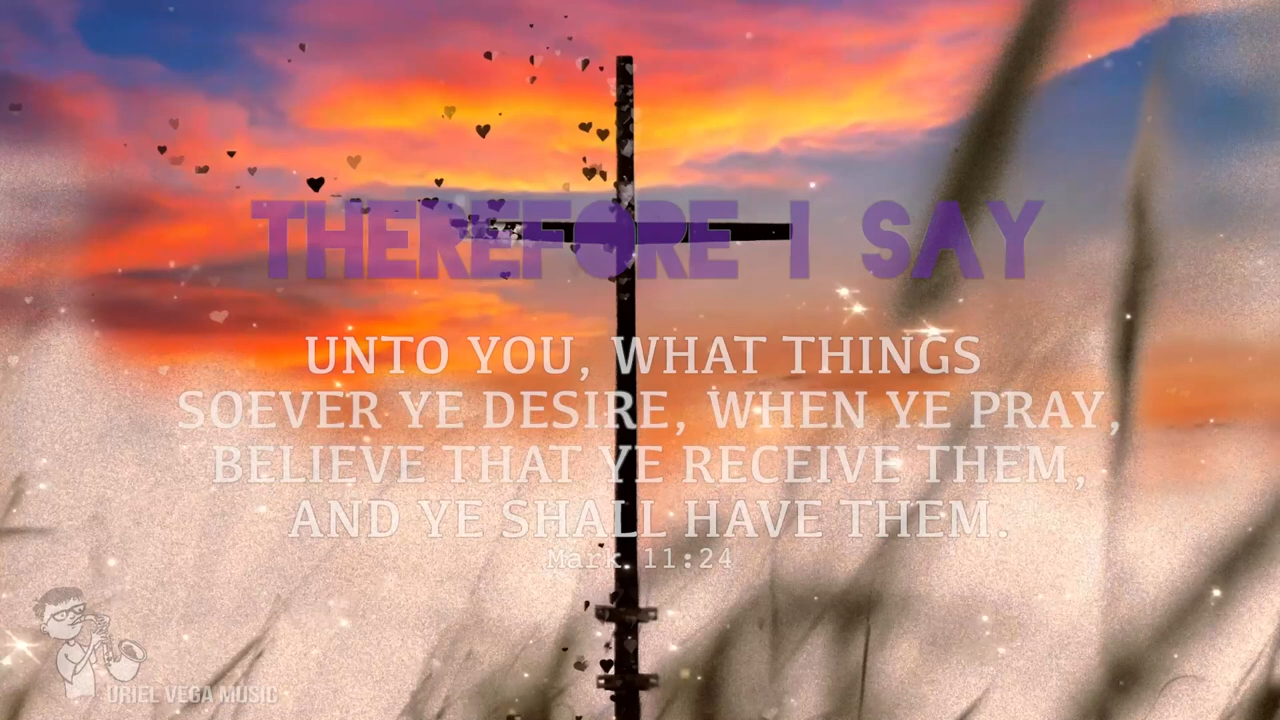 THEREFORE I SAY
UNTO YOU, WHAT THINGS
SOEVER YE DESIRE, WHEN YE PRAY,
BELIEVE THAT YE RECEIVE THEM,
AND YE SHALL HAVE THEM.
Mark 11:24
URIEL VEGA MUSIC